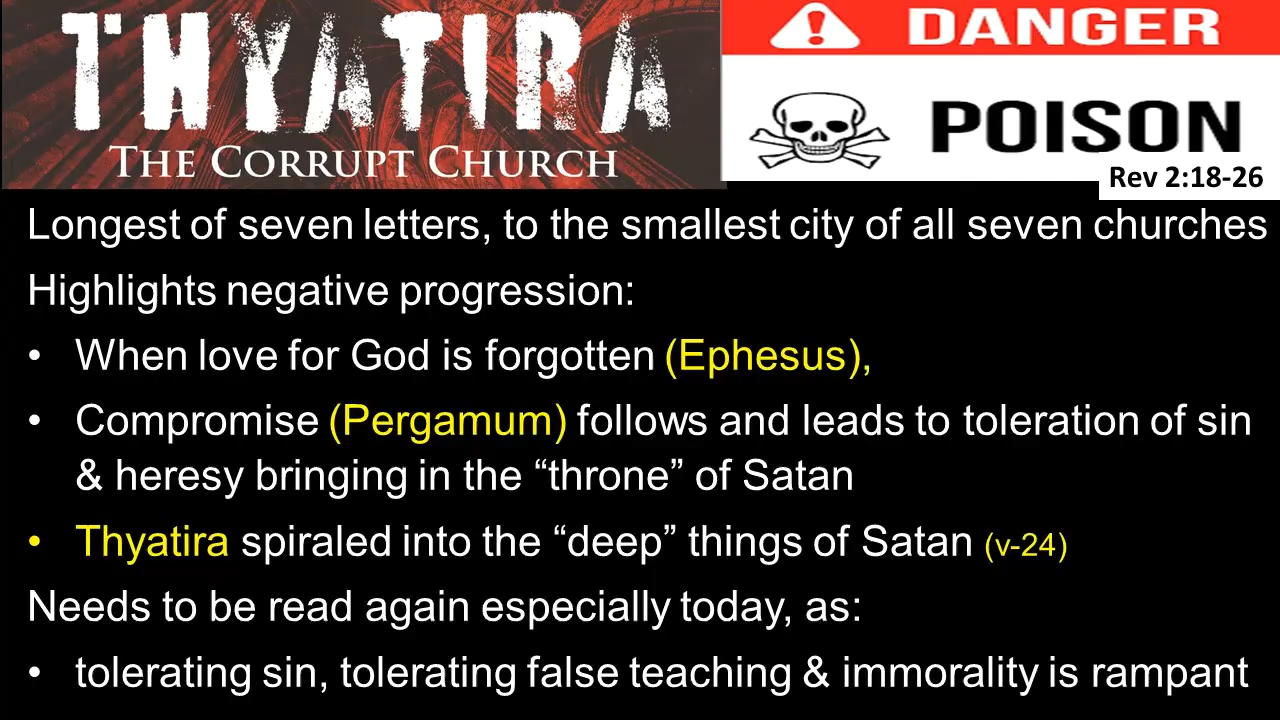 THYATIRA
THE CORRUPT CHURCH
DANGER
POISON
Rev 2:18-26
Longest of seven letters, to the smallest city of all seven churches
Highlights negative progression:
• When love for God is forgotten (Ephesus),
• Compromise (Pergamum) follows and leads to toleration of sin
& heresy bringing in the “throne” of Satan
• Thyatira spiraled into the “deep” things of Satan (v-24)
Needs to be read again especially today, as:
• tolerating sin, tolerating false teaching & immorality is rampant